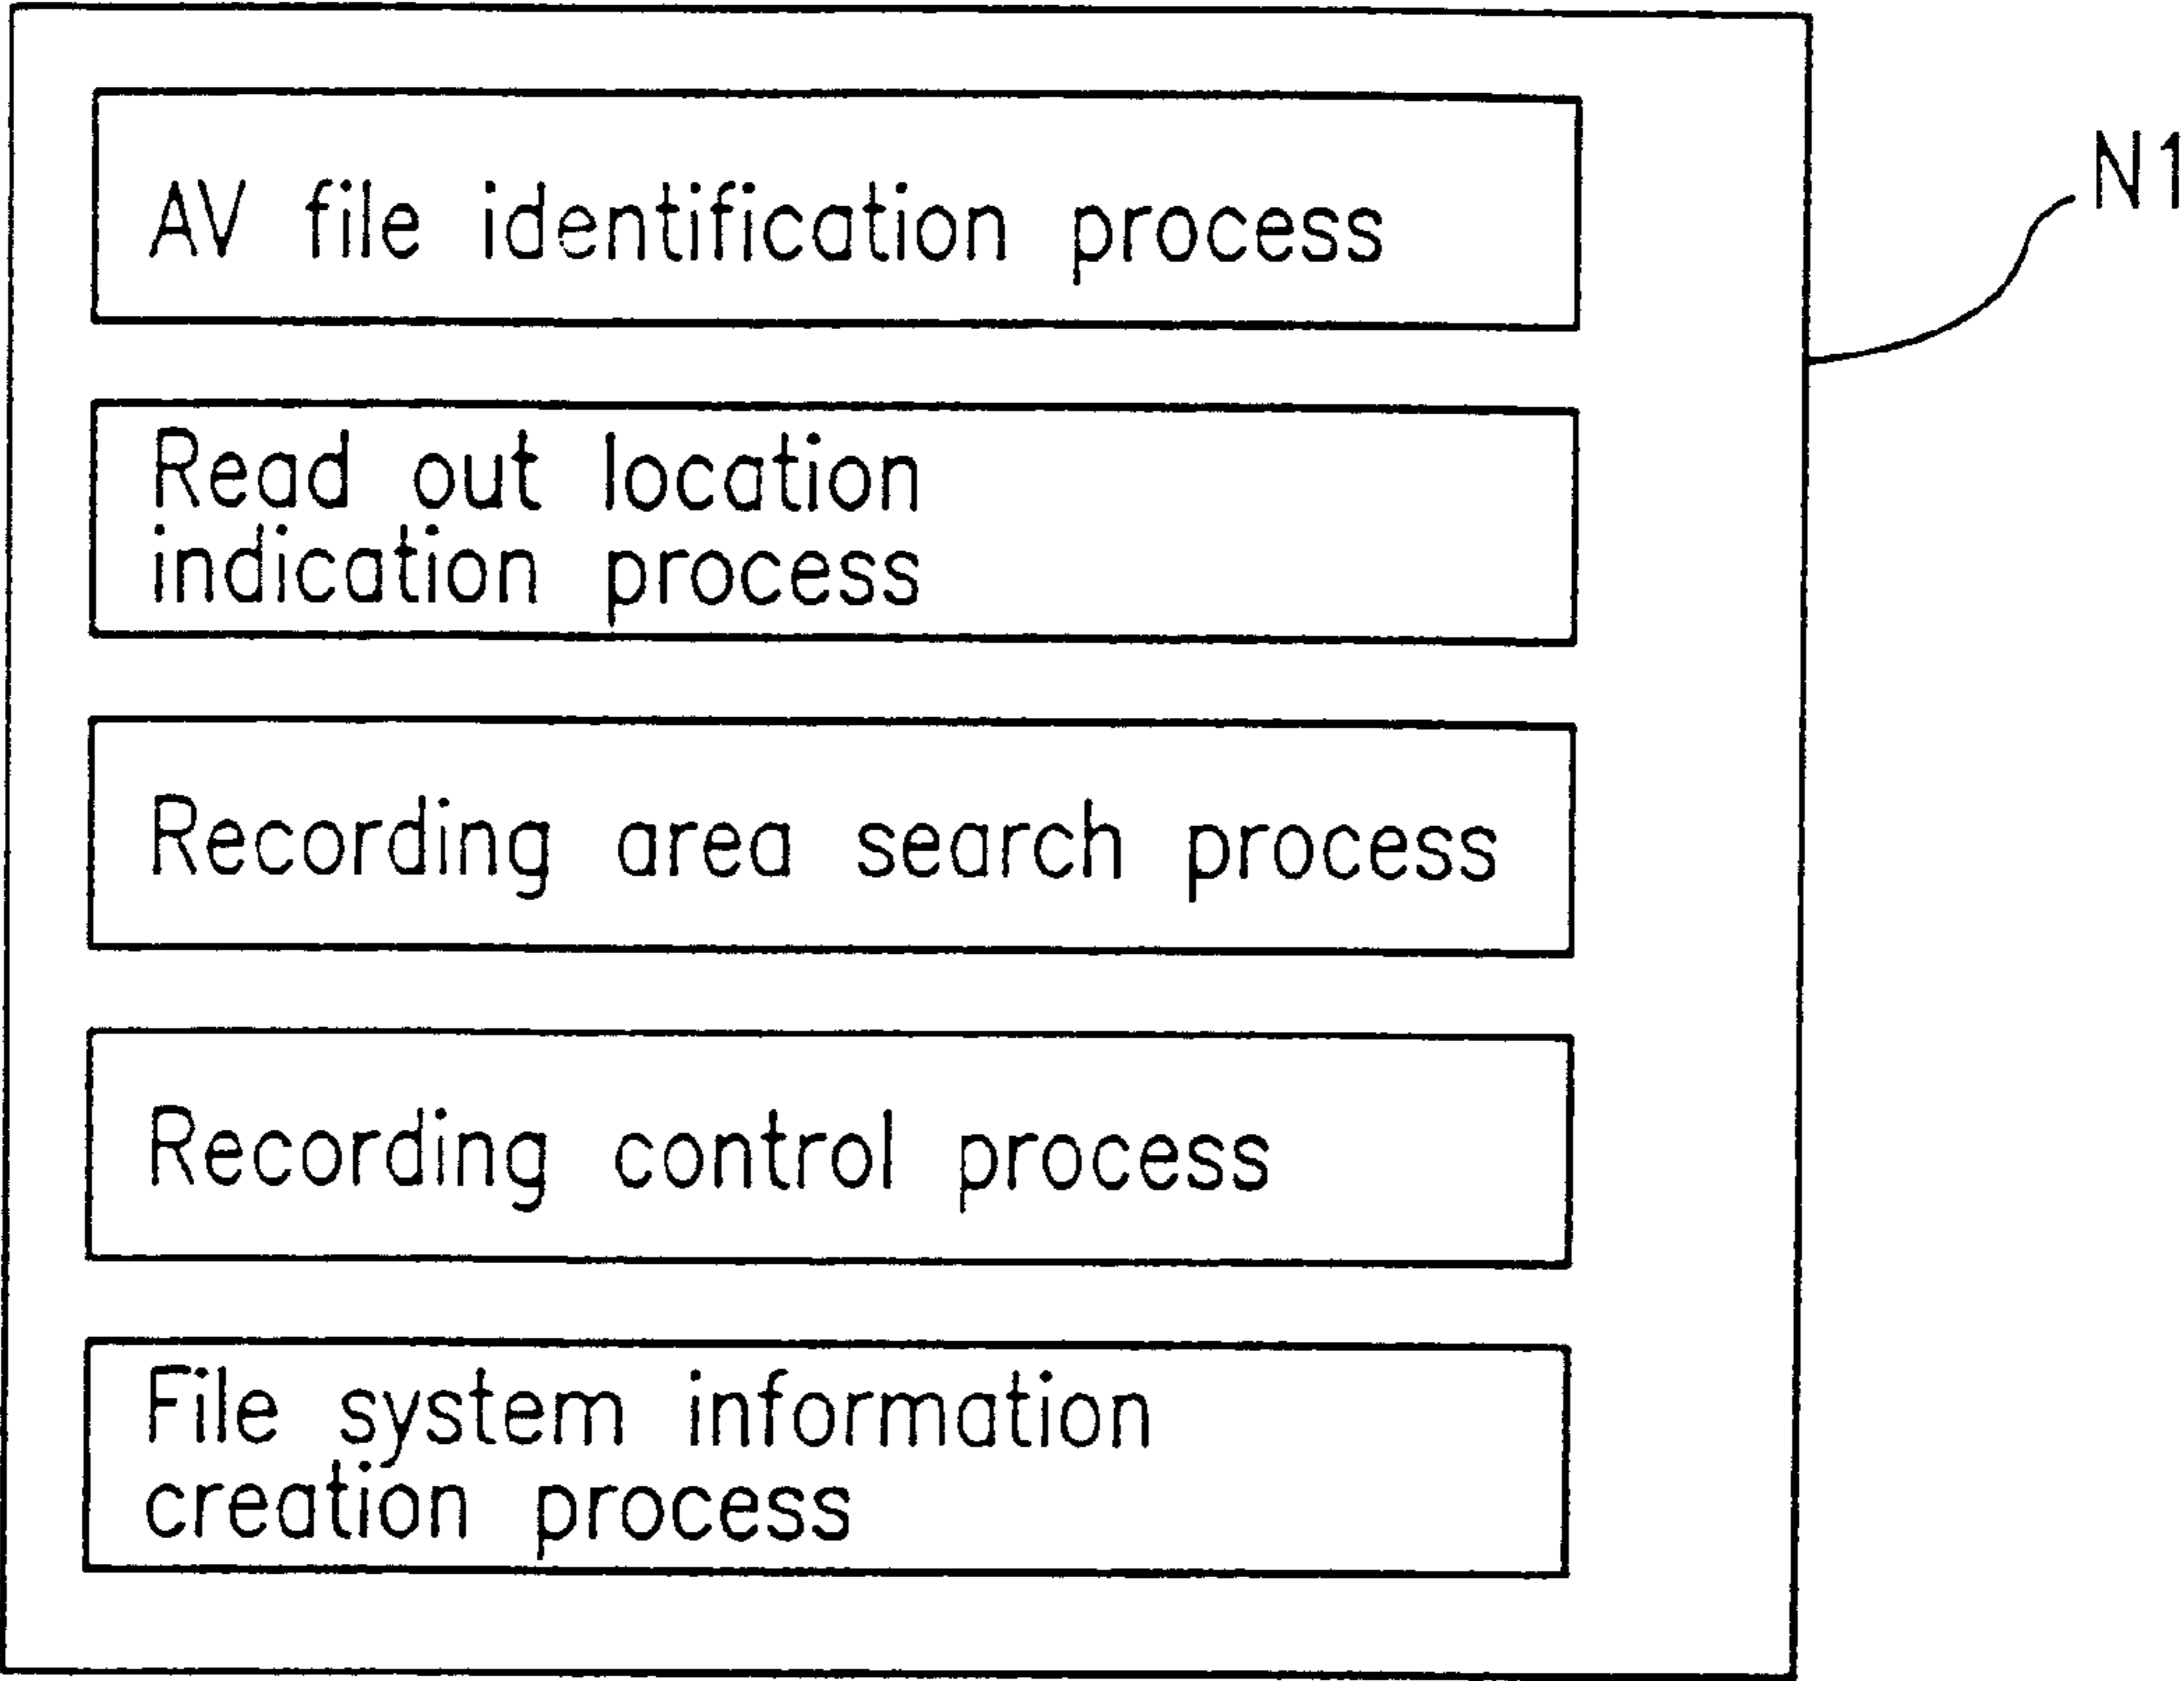 N1
AV file identification process
Read out location
indication process
Recording area search process
Recording control process
File system information
creation process